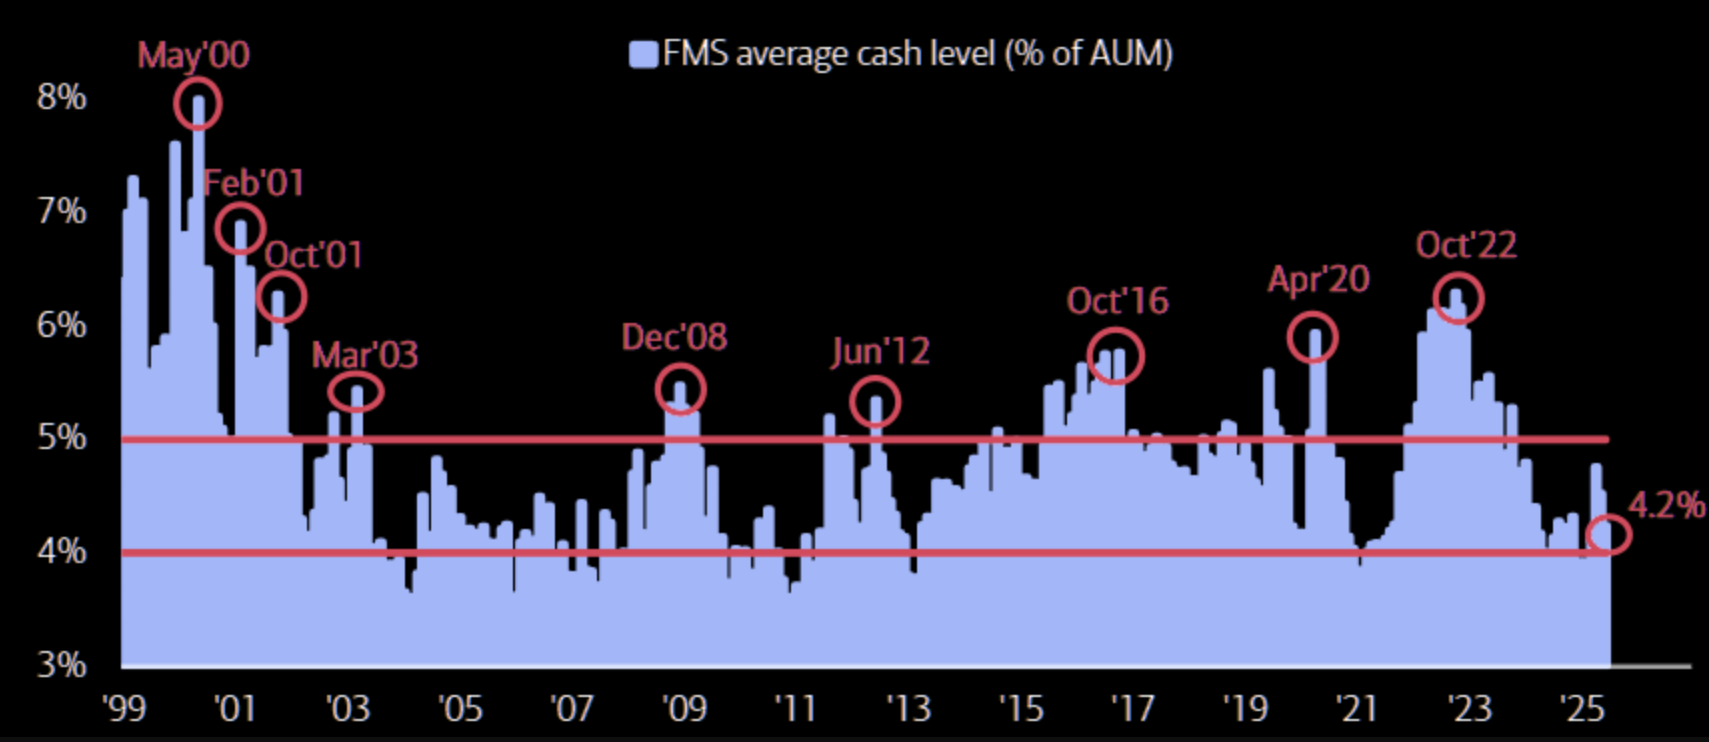 FMS average cash level (% of AUM)
May'00
Feb'01
Oct'01
Mar'03
Dec'08
Jun'12
Oct'16
Apr'20
Oct'22
4.2%
8%
7%
6%
5%
4%
3%
'99 '01 '03 '05 '07 '09 '11 '13 '15 '17 '19 '21 '23 '25